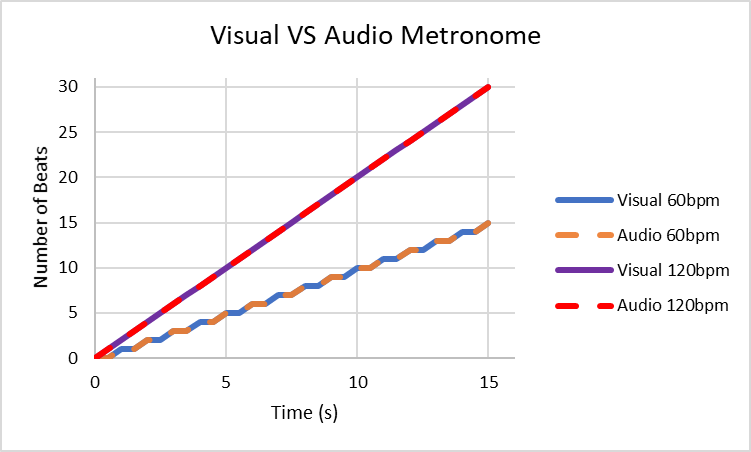 Visual VS Audio Metronome
Number of Beats
30
25
20
15
10
5
0
0 5 10 15
Time (s)
Visual 60bpm
Audio 60bpm
Visual 120bpm
Audio 120bpm